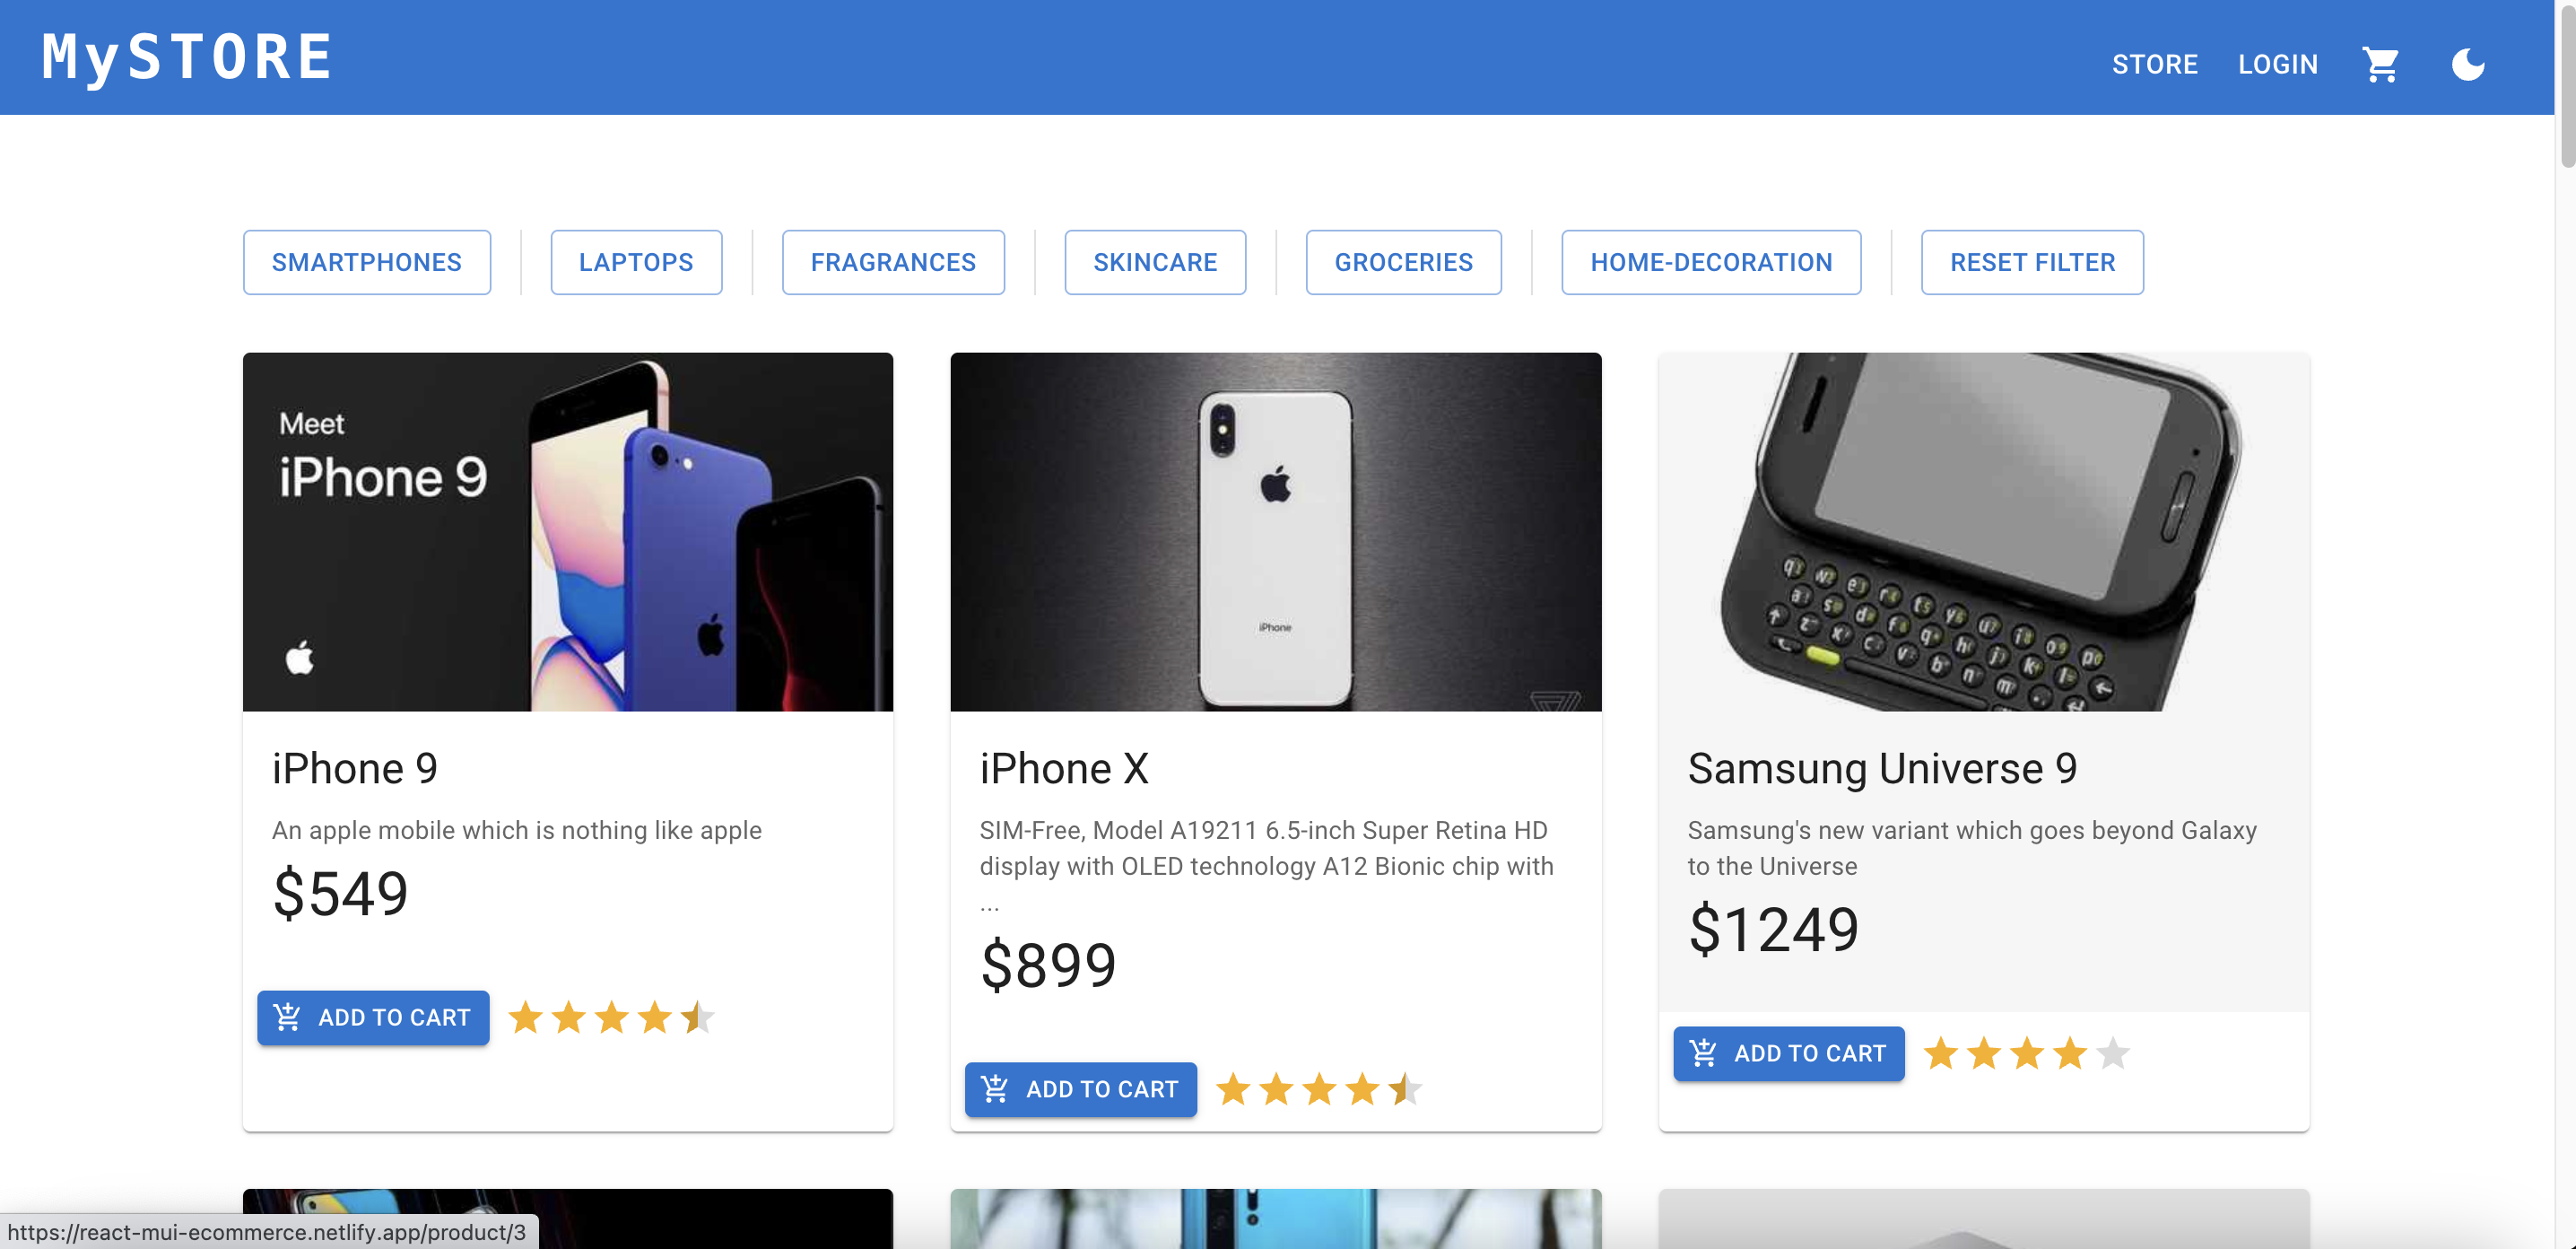 MySTORE
STORE
LOGIN
SMARTPHONES
LAPTOPS
FRAGRANCES
SKINCARE
GROCERIES
HOME-DECORATION
RESET FILTER
Meet
iPhone 9
iPhone
iPhone 9
An apple mobile which is nothing like apple
$549
ADD TO CART
iPhone X
SIM-Free, Model A19211 6.5-inch Super Retina HD
display with OLED technology A12 Bionic chip with
...
$899
ADD TO CART
Samsung Universe 9
Samsung's new variant which goes beyond Galaxy
to the Universe
$1249
ADD TO CART
https://react-mui-ecommerce.netlify.app/product/3